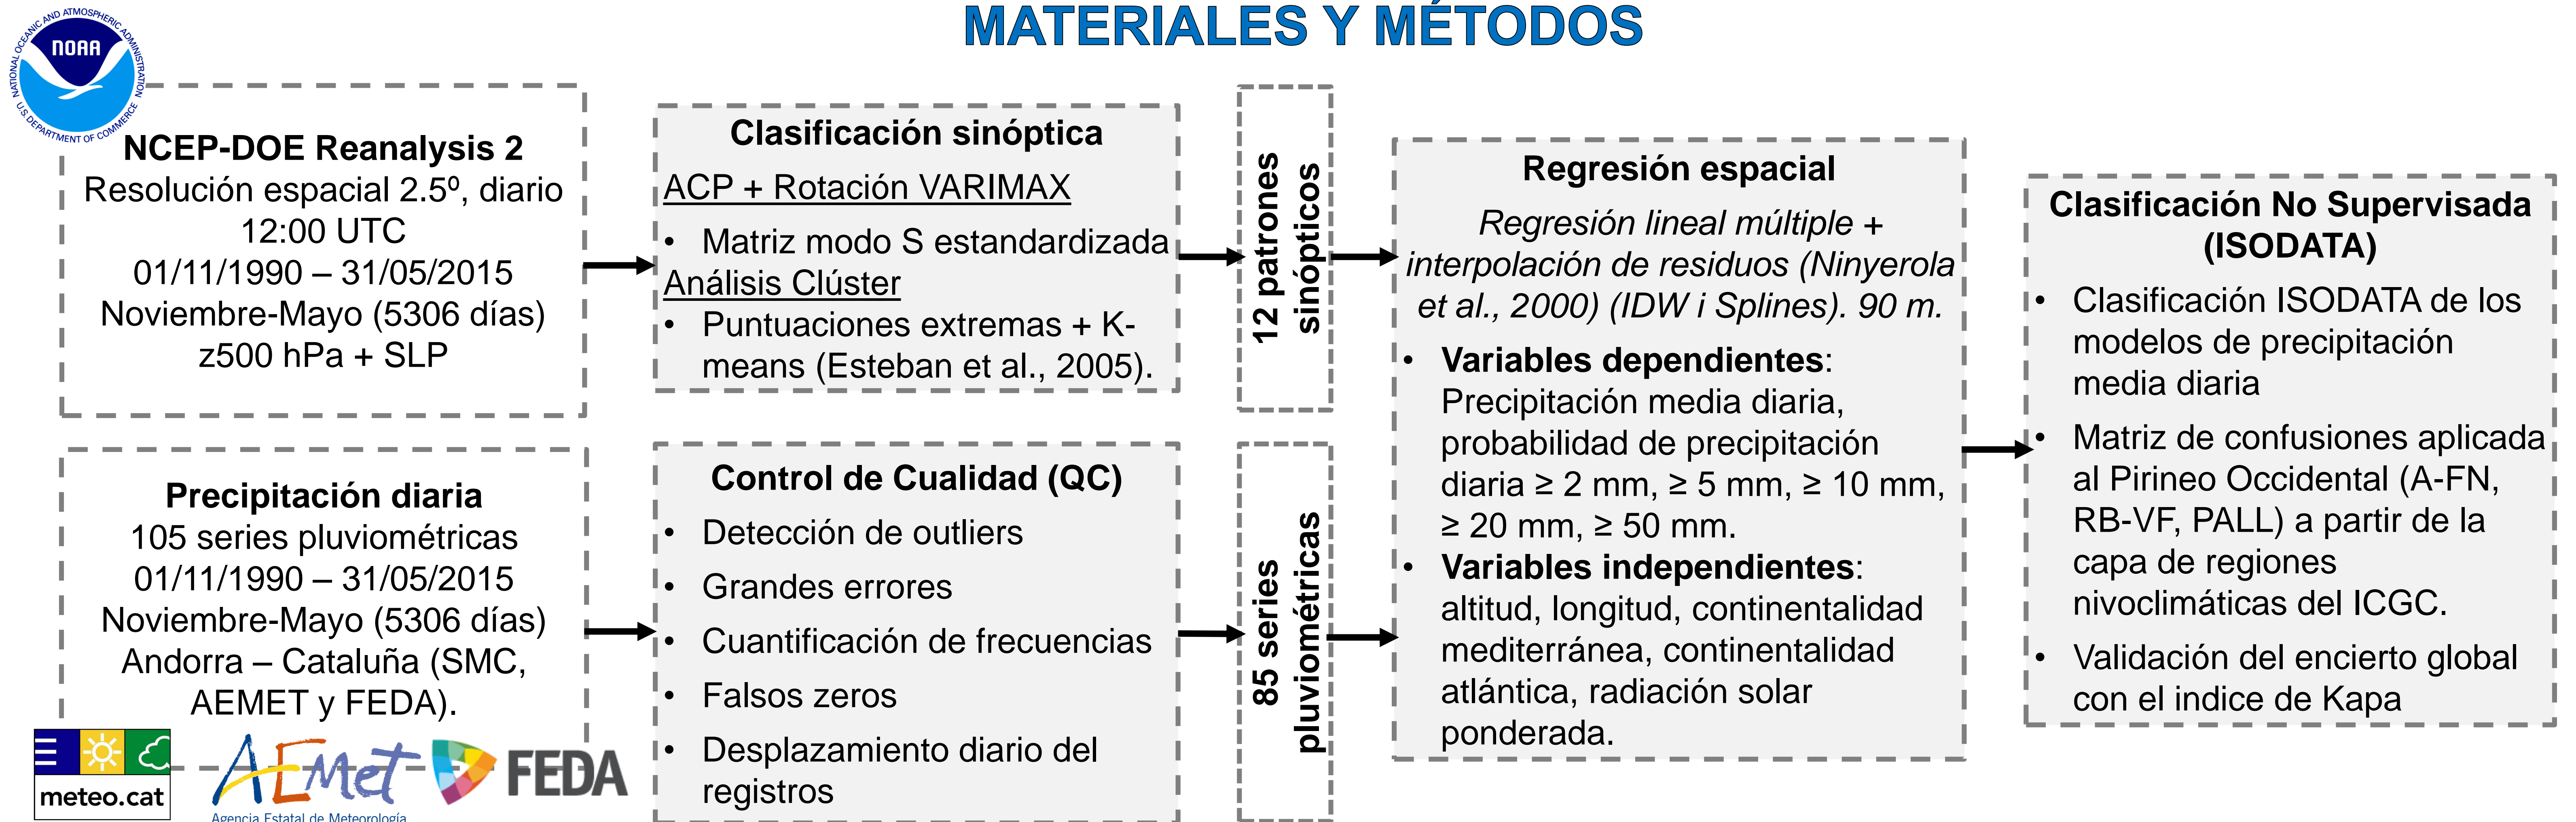 MATERIALES Y MÉTODOS
NATIONAL OCEANIC AND ATMOSPHERIC ADMINISTRATION
U.S. DEPARTMENT OF COMMERCE
NOAA
NCEP-DOE Reanalysis 2
Resolución espacial 2.5º, diario
12:00 UTC
01/11/1990 – 31/05/2015
Noviembre-Mayo (5306 días)
z500 hPa + SLP
Precipitación diaria
105 series pluviométricas
01/11/1990 – 31/05/2015
Noviembre-Mayo (5306 días)
Andorra – Cataluña (SMC,
AEMET y FEDA).
meteo.cat
AEmet
Agencia Estatal de Meteorología
FEDA
Clasificación sinóptica
ACP + Rotación VARIMAX
• Matriz modo S estandardizada
Análisis Clúster
• Puntuaciones extremas + K-
means (Esteban et al., 2005).
Control de Cualidad (QC)
• Detección de outliers
• Grandes errores
• Cuantificación de frecuencias
• Falsos zeros
• Desplazamiento diario del
registros
12 patrones
sinópticos
85 series
pluviométricas
Regresión espacial
Regresión lineal múltiple +
interpolación de residuos (Ninyerola
et al., 2000) (IDW i Splines). 90 m.
• Variables dependientes:
Precipitación media diaria,
probabilidad de precipitación
diaria ≥ 2 mm, ≥ 5 mm, ≥ 10 mm,
≥ 20 mm, ≥ 50 mm.
• Variables independientes:
altitud, longitud, continentalidad
mediterránea, continentalidad
atlántica, radiación solar
ponderada.
Clasificación No Supervisada
(ISODATA)
• Clasificación ISODATA de los
modelos de precipitación
media diaria
• Matriz de confusiones aplicada
al Pirineo Occidental (A-FN,
RB-VF, PALL) a partir de la
capa de regiones
nivoclimáticas del ICGC.
• Validación del encierto global
con el indice de Kapa